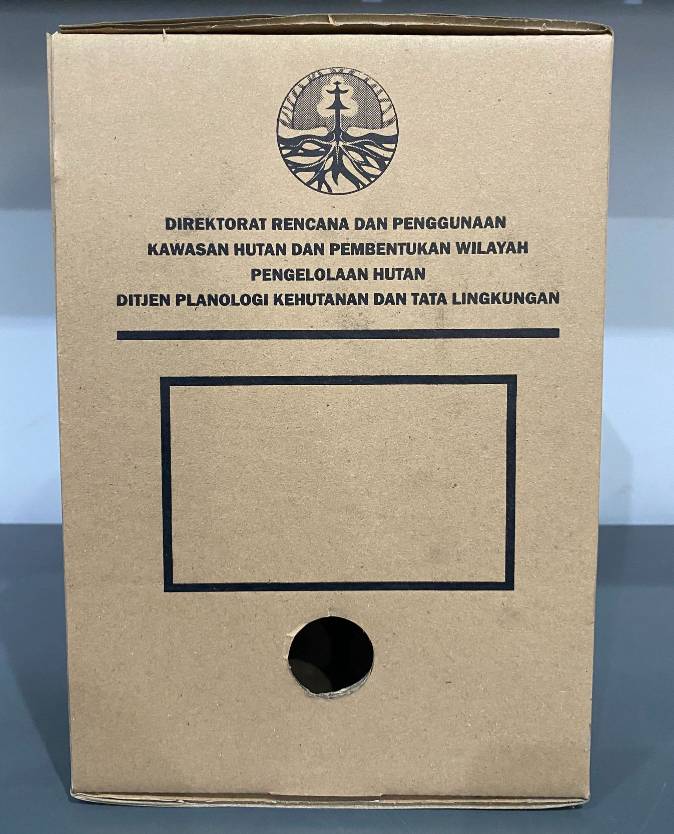 DIREKTORAT RENCANA DAN PENGGUNAAN
KAWASAN HUTAN DAN PEMBENTUKAN WILAYAH
PENGELOLAAN HUTAN
DITJEN PLANOLOGI KEHUTANAN DAN TATA LINGKUNGAN